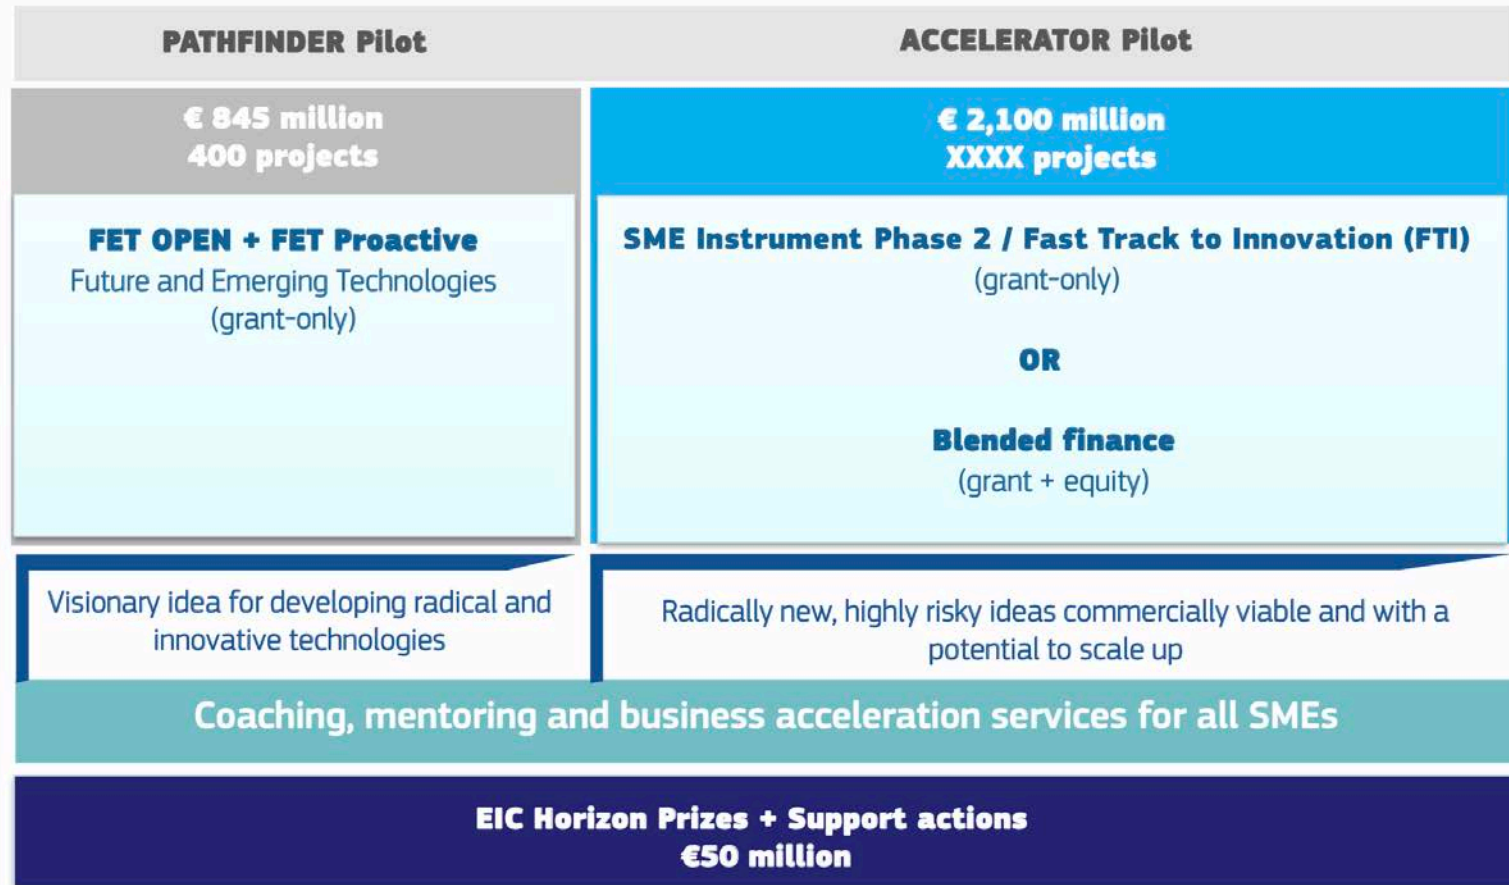 PATHFINDER Pilot
ACCELERATOR Pilot
€ 845 million
400 projects
€ 2,100 million
XXXX projects
FET OPEN + FET Proactive
Future and Emerging Technologies
(grant-only)
SME Instrument Phase 2 / Fast Track to Innovation (FTI)
(grant-only)
OR
Blended finance
(grant + equity)
Visionary idea for developing radical and
innovative technologies
Radically new, highly risky ideas commercially viable and with a
potential to scale up
Coaching, mentoring and business acceleration services for all SMEs
EIC Horizon Prizes + Support actions
€50 million